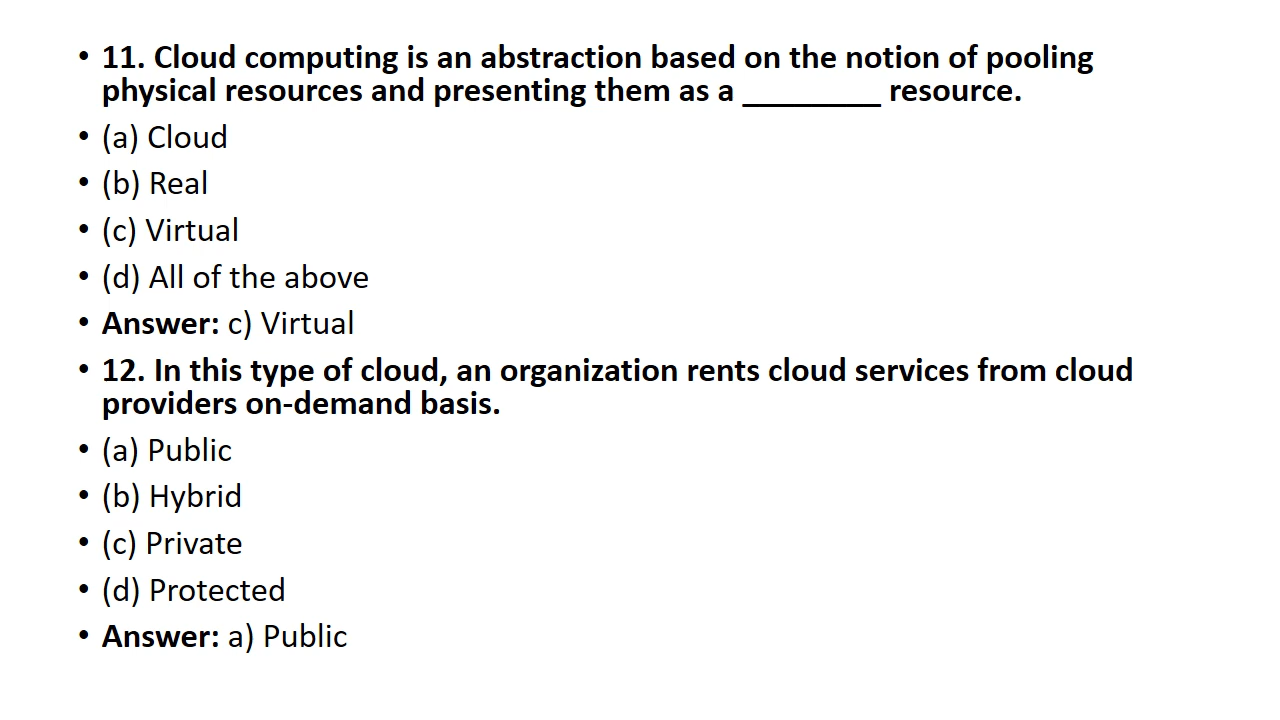 • 11. Cloud computing is an abstraction based on the notion of pooling
physical resources and presenting them as a ________ resource.
• (a) Cloud
• (b) Real
• (c) Virtual
• (d) All of the above
• Answer: c) Virtual
• 12. In this type of cloud, an organization rents cloud services from cloud
providers on-demand basis.
• (a) Public
• (b) Hybrid
• (c) Private
• (d) Protected
• Answer: a) Public